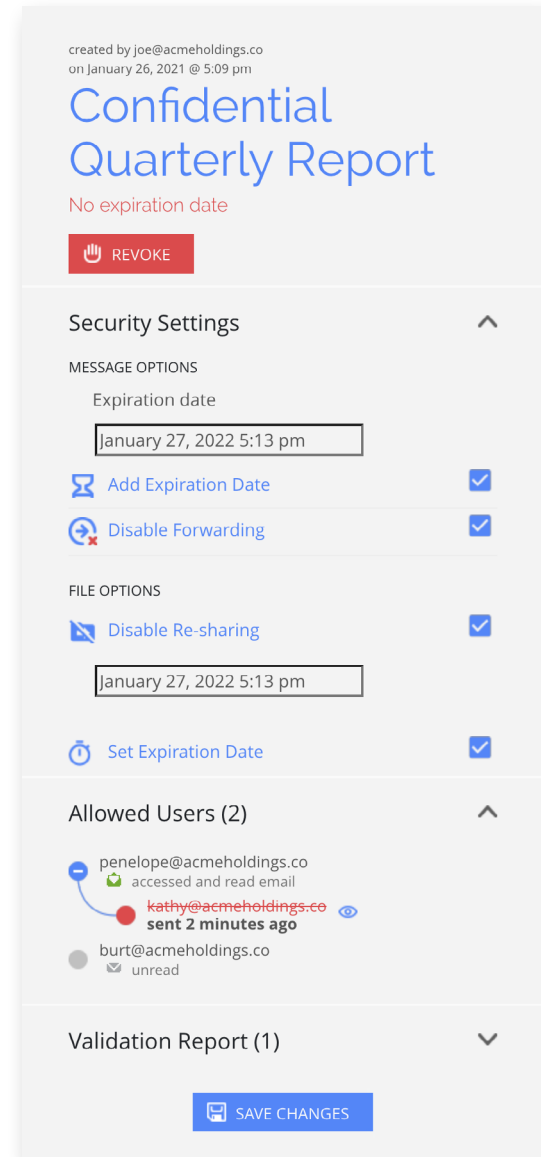 created by joe@acmeholdings.co
on January 26, 2021 @ 5:09 pm
Confidential
Quarterly Report
No expiration date
REVOKE
Security Settings
MESSAGE OPTIONS
Expiration date
January 27, 2022 5:13 pm
Add Expiration Date
Disable Forwarding
FILE OPTIONS
Disable Re-sharing
January 27, 2022 5:13 pm
Set Expiration Date
Allowed Users (2)
penelope@acmeholdings.co
accessed and read email
kathy@acmeholdings.co
sent 2 minutes ago
burt@acmeholdings.co
unread
Validation Report (1)
SAVE CHANGES